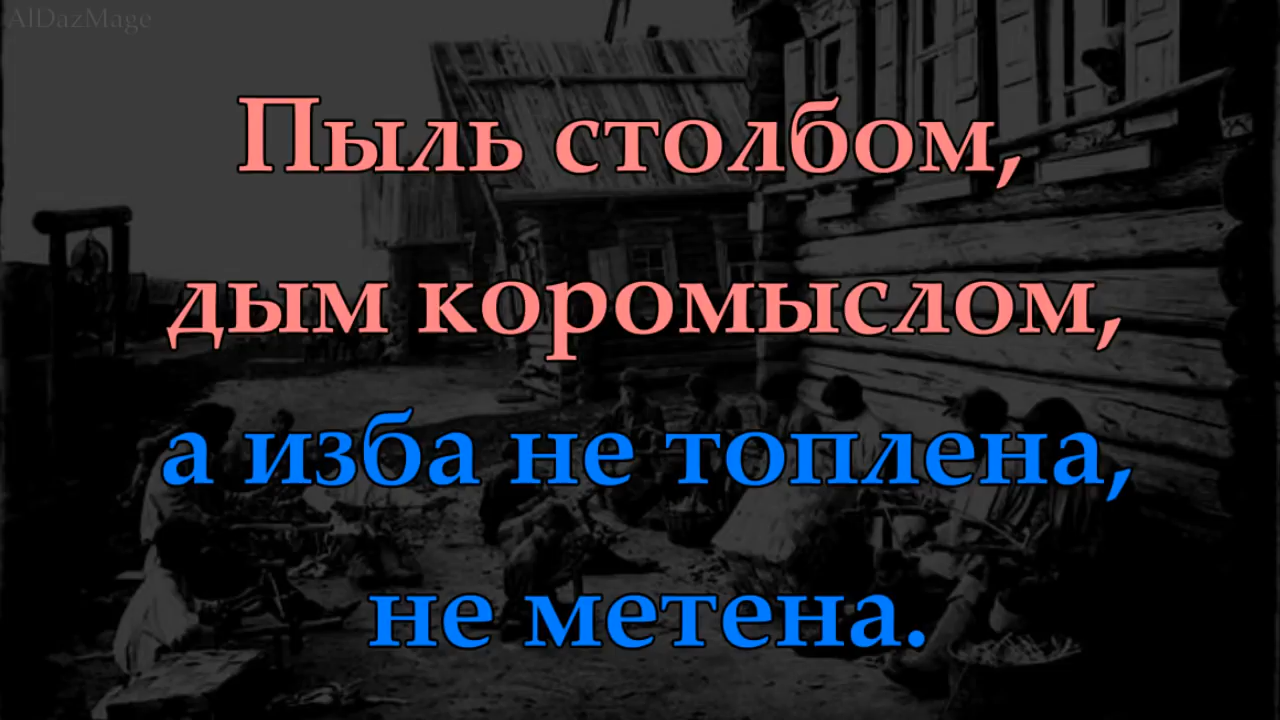 AlDazMage
Пыль столбом,
дым коромыслом,
а изба не топлена,
не метена.